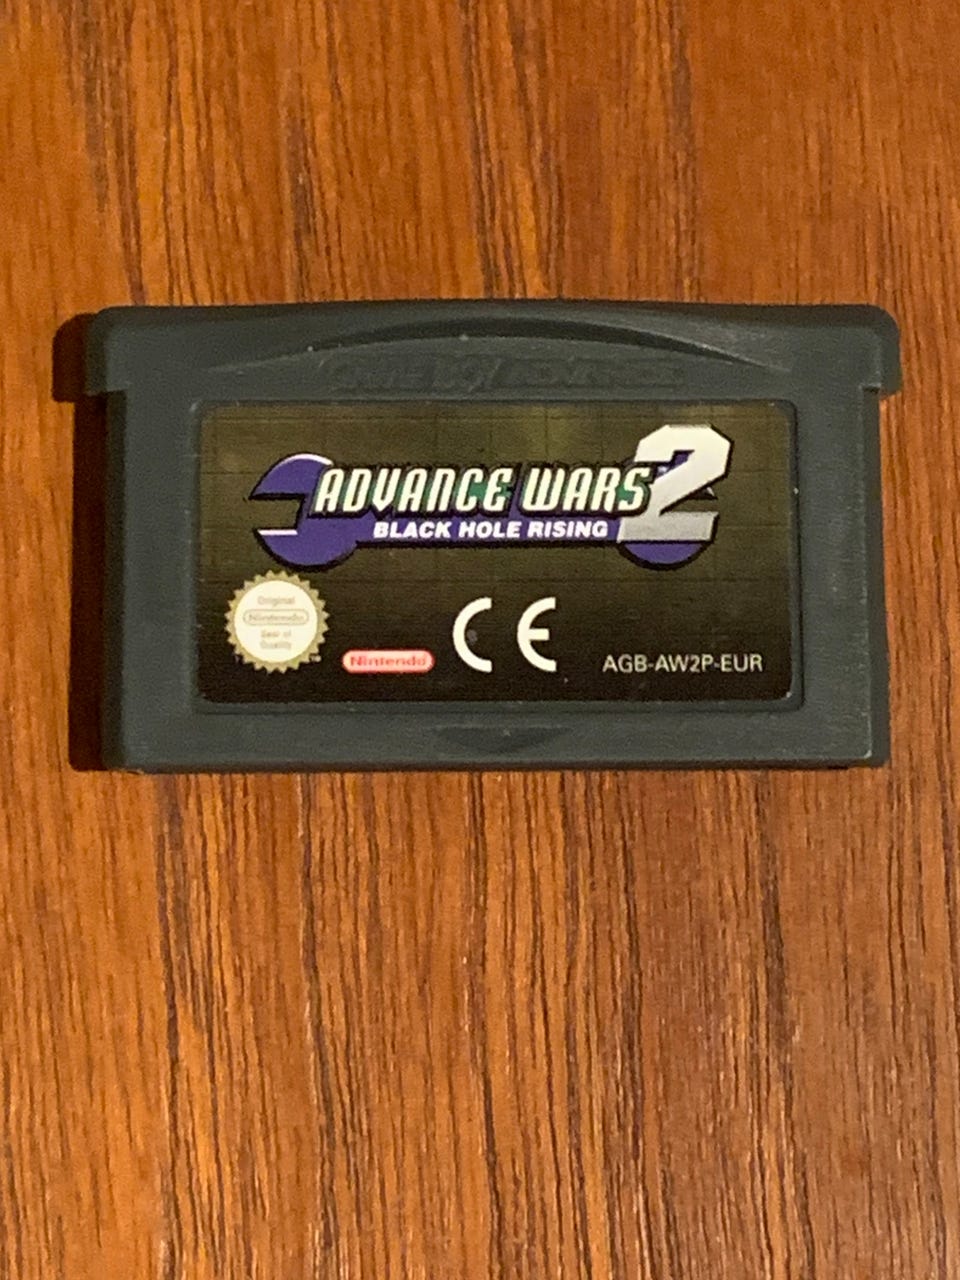 GAME BOY ADVANCE
ADVANCE WARS 2
BLACK HOLE RISING
Original
Nintendo
Seal of
Quality
TM
Nintendo
CE
AGB-AW2P-EUR